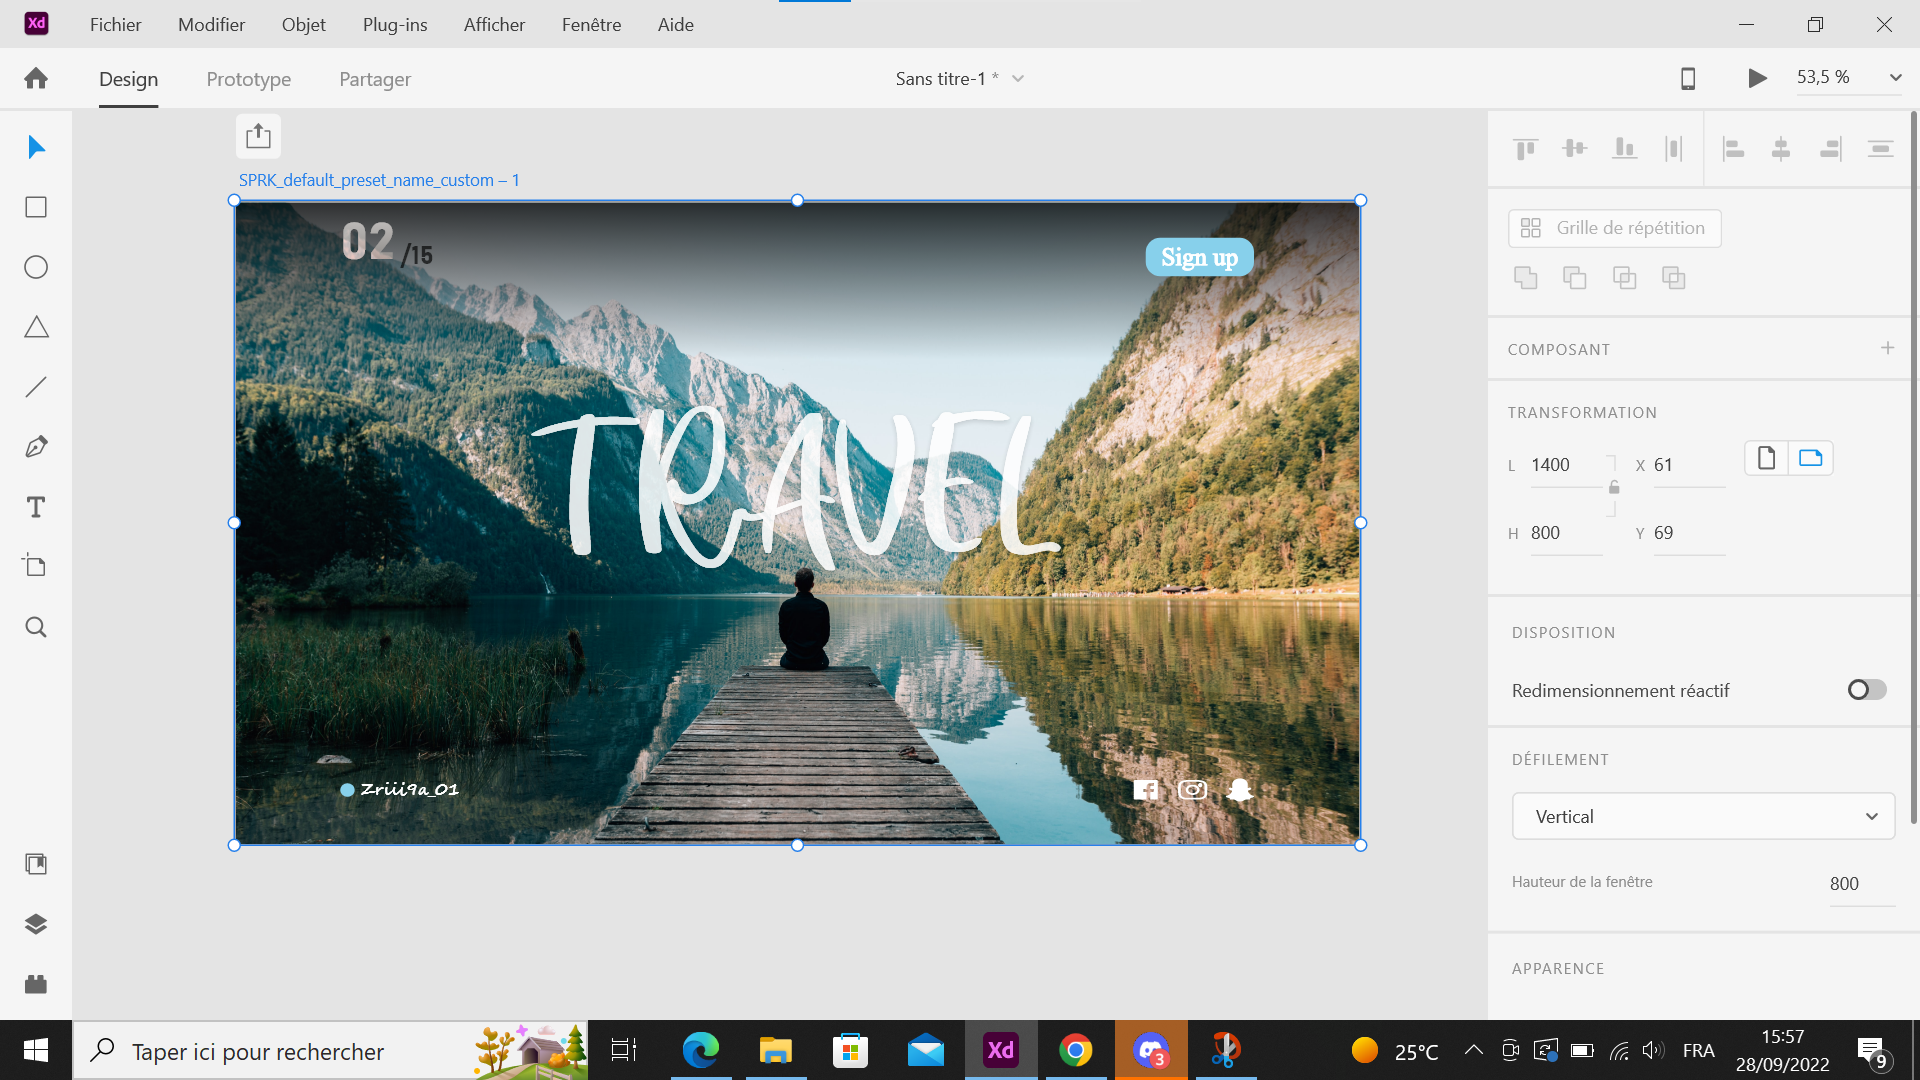 Xd Fichier Modifier Objet Plug-ins Afficher Fenêtre Aide
Design Prototype Partager Sans titre-1 * 53,5 %
SPRK_default_preset_name_custom – 1
02 /15
Sign up
TRAVEL
Zriii9a_01
Grille de répétition
COMPOSANT
TRANSFORMATION
L 1400 X 61
H 800 Y 69
DISPOSITION
Redimensionnement réactif
DÉFILEMENT
Vertical
Hauteur de la fenêtre 800
APPARENCE
Taper ici pour rechercher Xd 3 25°C FRA 15:57
28/09/2022 9